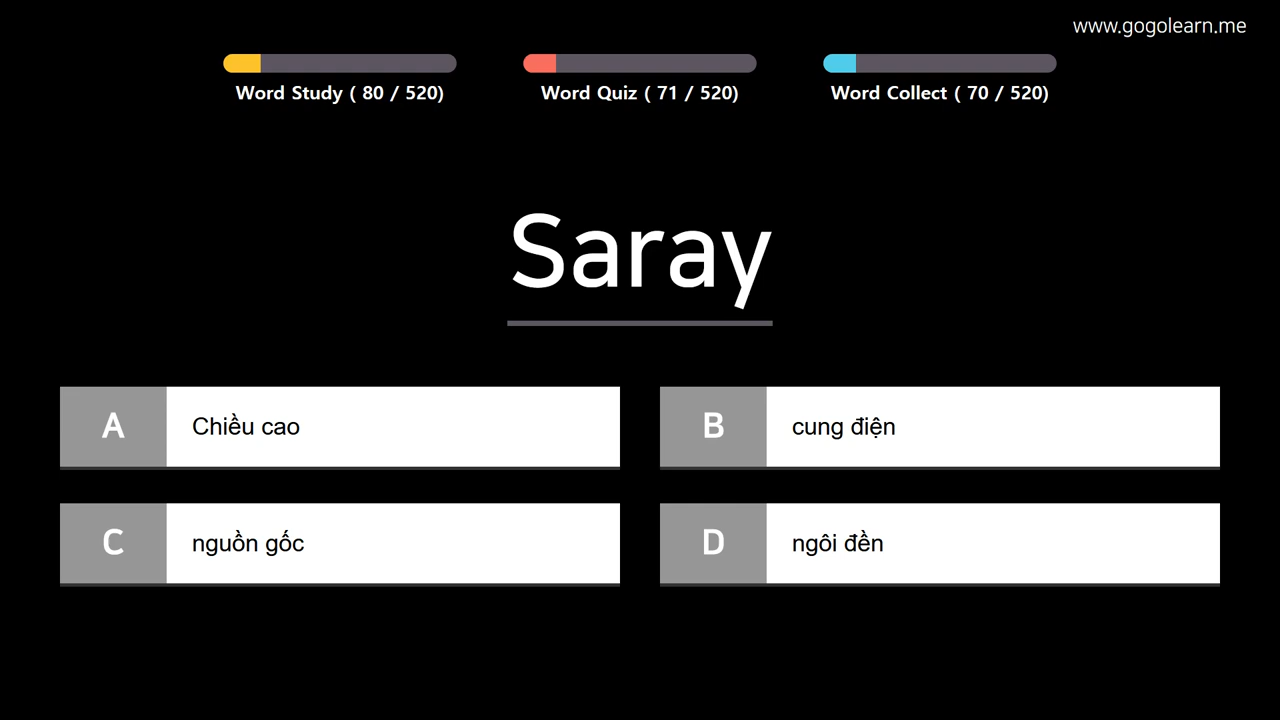 www.gogolearn.me
Word Study ( 80 / 520)
Word Quiz ( 71 / 520)
Word Collect ( 70 / 520)
Saray
A
Chiều cao
B
cung điện
C
nguồn gốc
D
ngôi đền